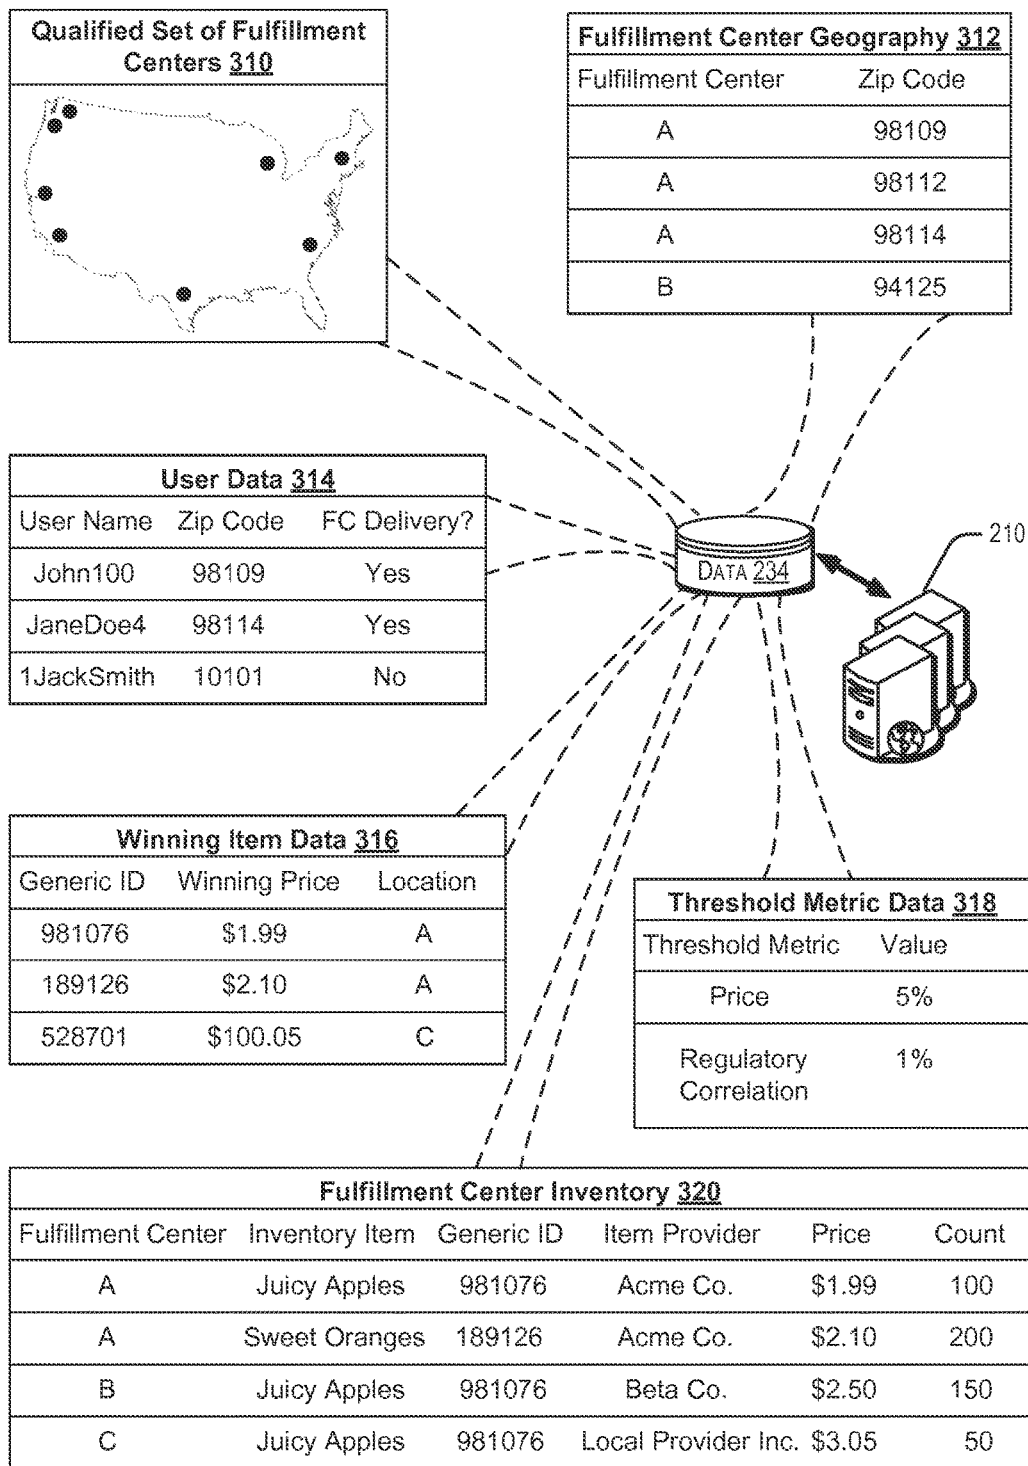 Qualified Set of Fulfillment
Centers 310
Fulfillment Center Geography 312
Fulfillment Center Zip Code
A 98109
A 98112
A 98114
B 94125
User Data 314
User Name Zip Code FC Delivery?
John100 98109 Yes
JaneDoe4 98114 Yes
1JackSmith 10101 No
DATA 234
210
Winning Item Data 316
Generic ID Winning Price Location
981076 $1.99 A
189126 $2.10 A
528701 $100.05 C
Threshold Metric Data 318
Threshold Metric Value
Price 5%
Regulatory 1%
Correlation
Fulfillment Center Inventory 320
Fulfillment Center Inventory Item Generic ID Item Provider Price Count
A Juicy Apples 981076 Acme Co. $1.99 100
A Sweet Oranges 189126 Acme Co. $2.10 200
B Juicy Apples 981076 Beta Co. $2.50 150
C Juicy Apples 981076 Local Provider Inc. $3.05 50